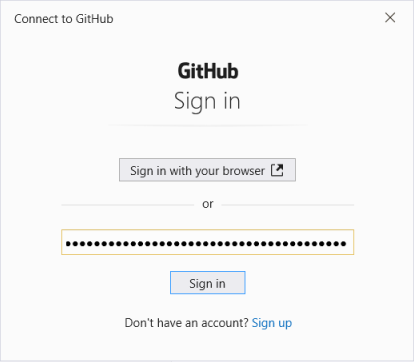 Connect to GitHub
GitHub
Sign in
Sign in with your browser
or
●●●●●●●●●●●●●●●●●●●●●●●●●●●●●●●●●●●●●●●●
Sign in
Don't have an account? Sign up